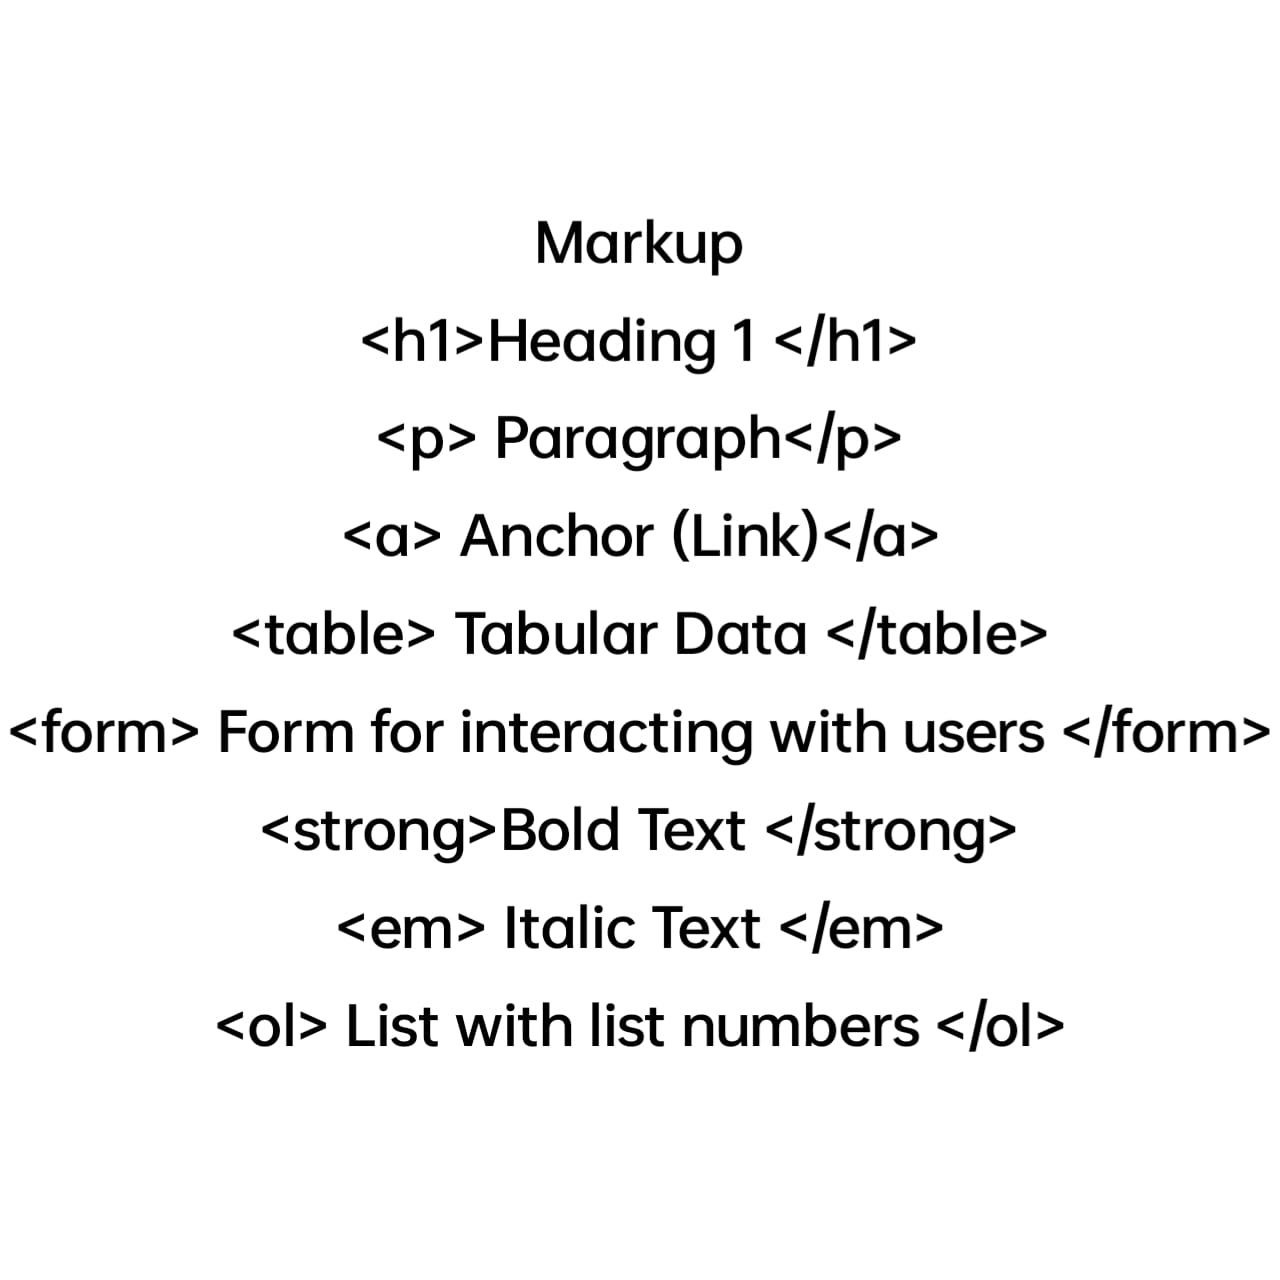 Markup
<h1>Heading 1 </h1>
<p> Paragraph</p>
<a> Anchor (Link)</a>
<table> Tabular Data </table>
<form> Form for interacting with users </form>
<strong>Bold Text </strong>
<em> Italic Text </em>
<ol> List with list numbers </ol>